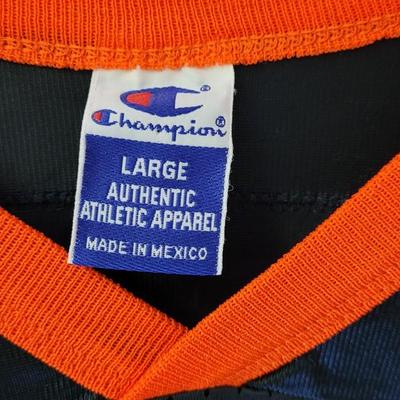 Champion
LARGE
AUTHENTIC
ATHLETIC APPAREL
MADE IN MEXICO